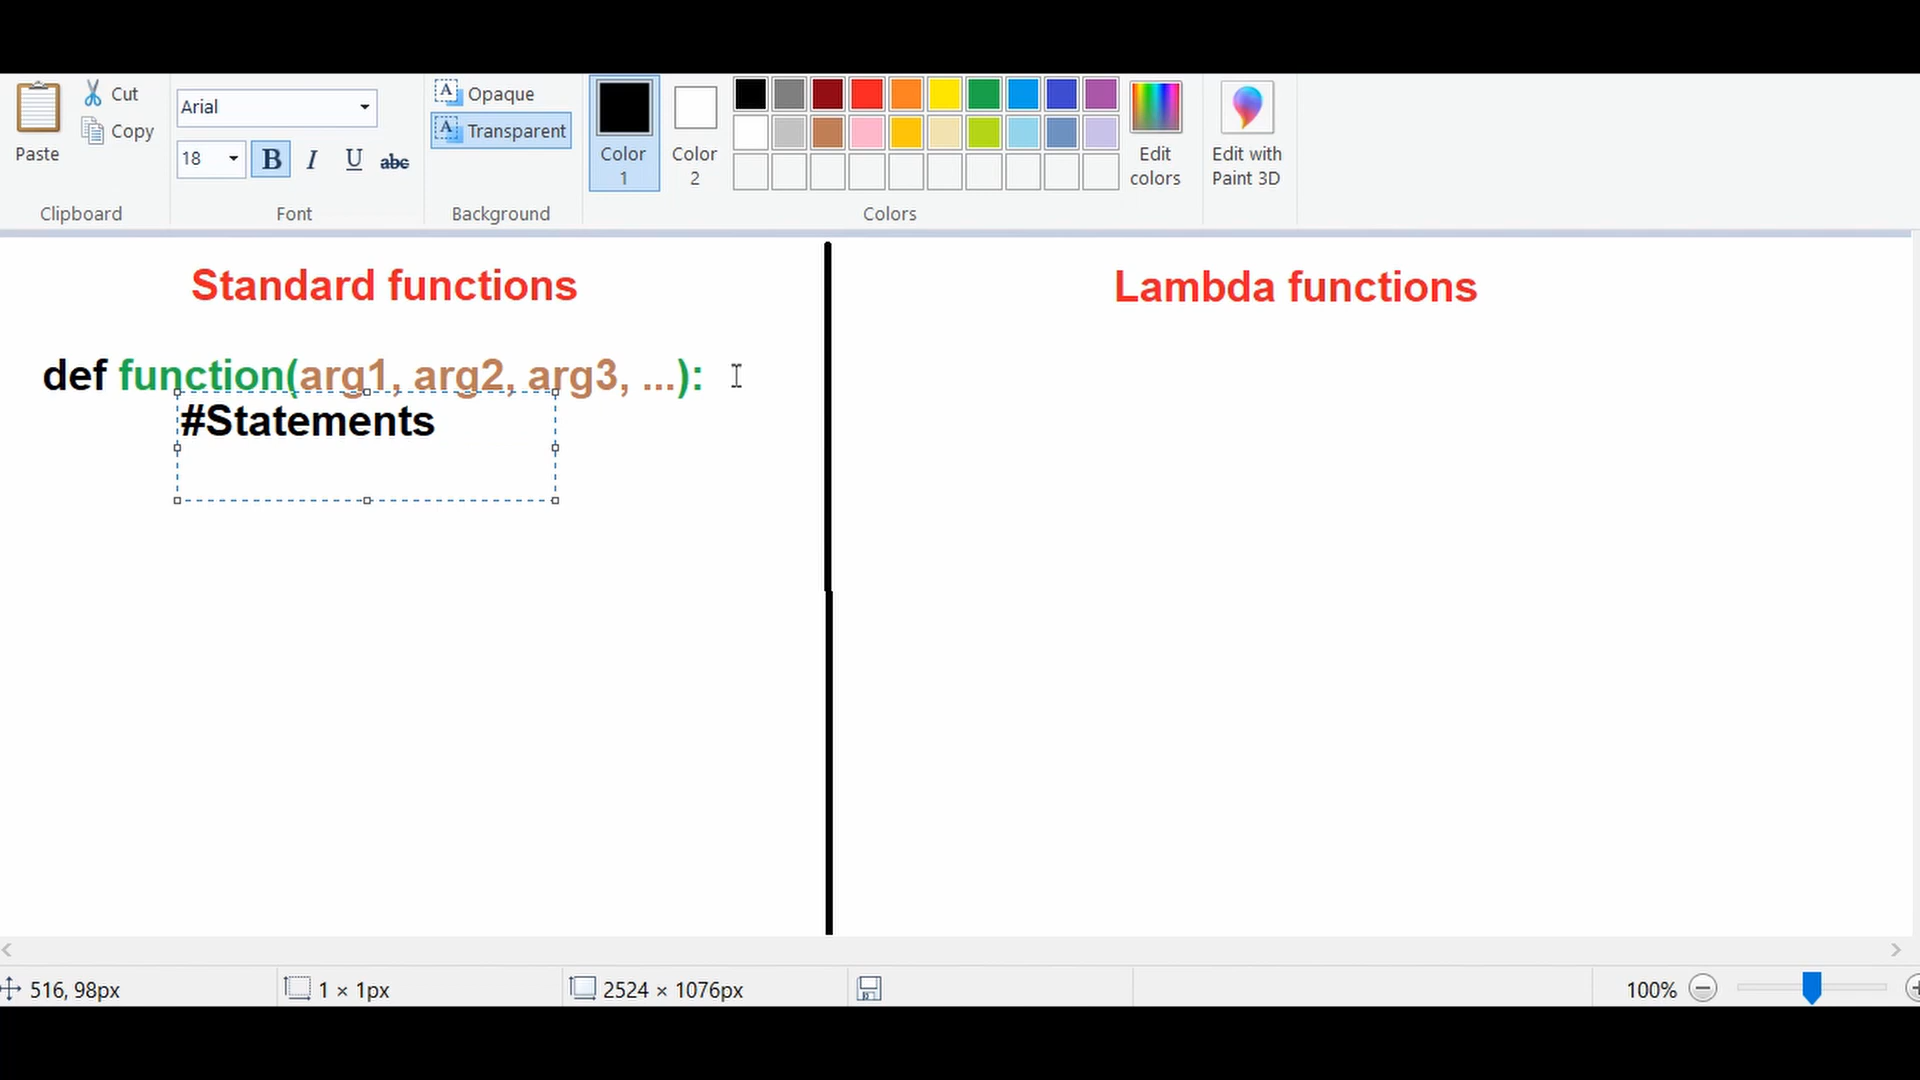 Paste
Cut
Copy
Clipboard
Arial
18
B I U abc
Font
A Opaque
A Transparent
Background
Color 1
Color 2
Colors
Edit colors
Edit with Paint 3D
Standard functions
def function(arg1, arg2, arg3, ...):
#Statements
Lambda functions
516, 98px
1 × 1px
2524 × 1076px
100%